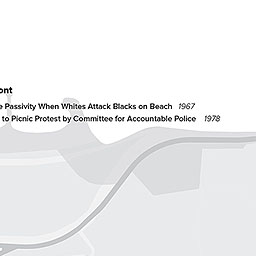 ont
e Passivity When Whites Attack Blacks on Beach 1967
to Picnic Protest by Committee for Accountable Police 1978